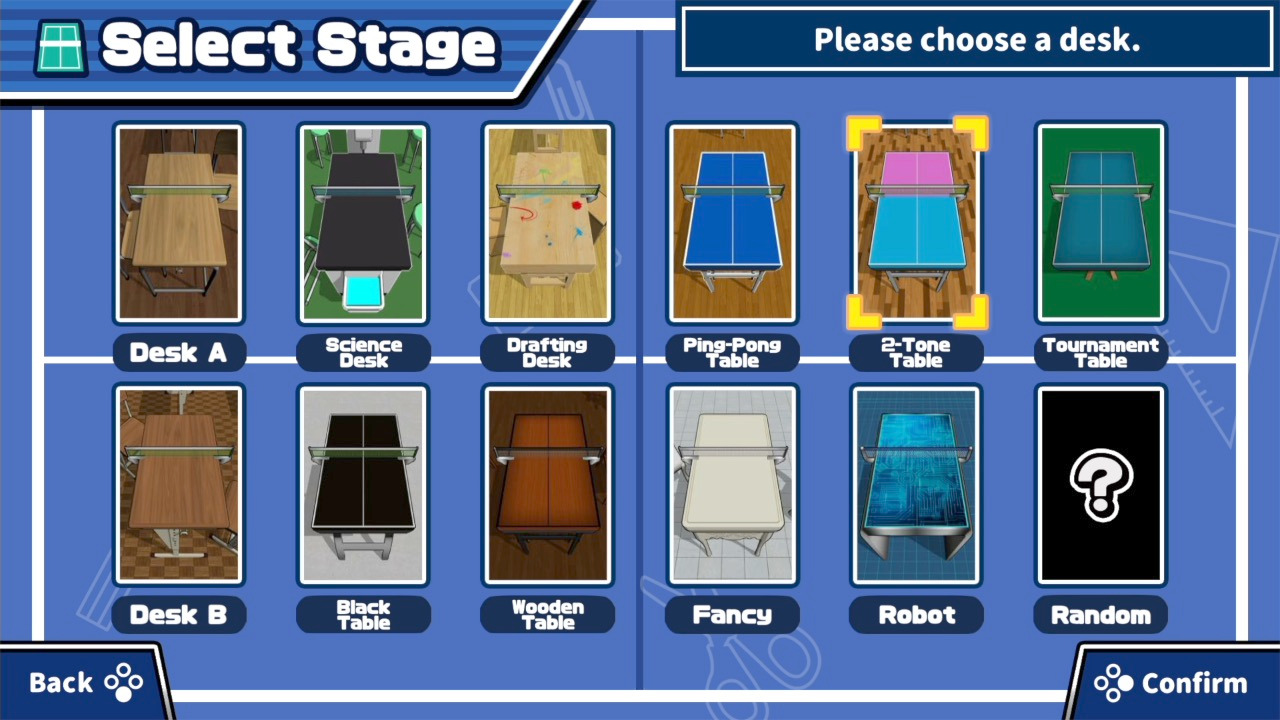 Select Stage
Please choose a desk.
Desk A
Science
Desk
Drafting
Desk
Ping-Pong
Table
2-Tone
Table
Tournament
Table
Desk B
Black
Table
Wooden
Table
Fancy
Robot
?
Random
Back
Confirm